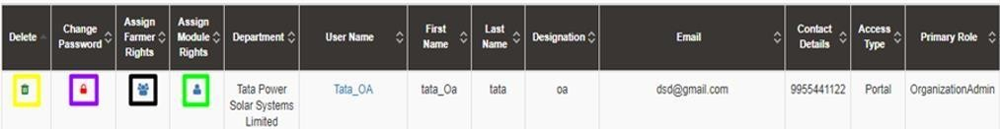 Delete
Change
Password
Assign
Farmer
Rights
Assign
Module
Rights
Department
User Name
First
Name
Last
Name
Designation
Email
Contact
Details
Access
Type
Primary Role
Tata Power
Solar Systems
Limited
Tata_OA
tata_Oa
tata
oa
dsd@gmail.com
9955441122
Portal
OrganizationAdmin